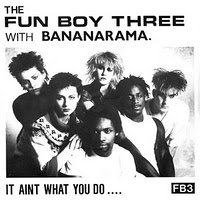 THE
FUN BOY THREE
WITH BANANARAMA.
IT AINT WHAT YOU DO ....
FB3